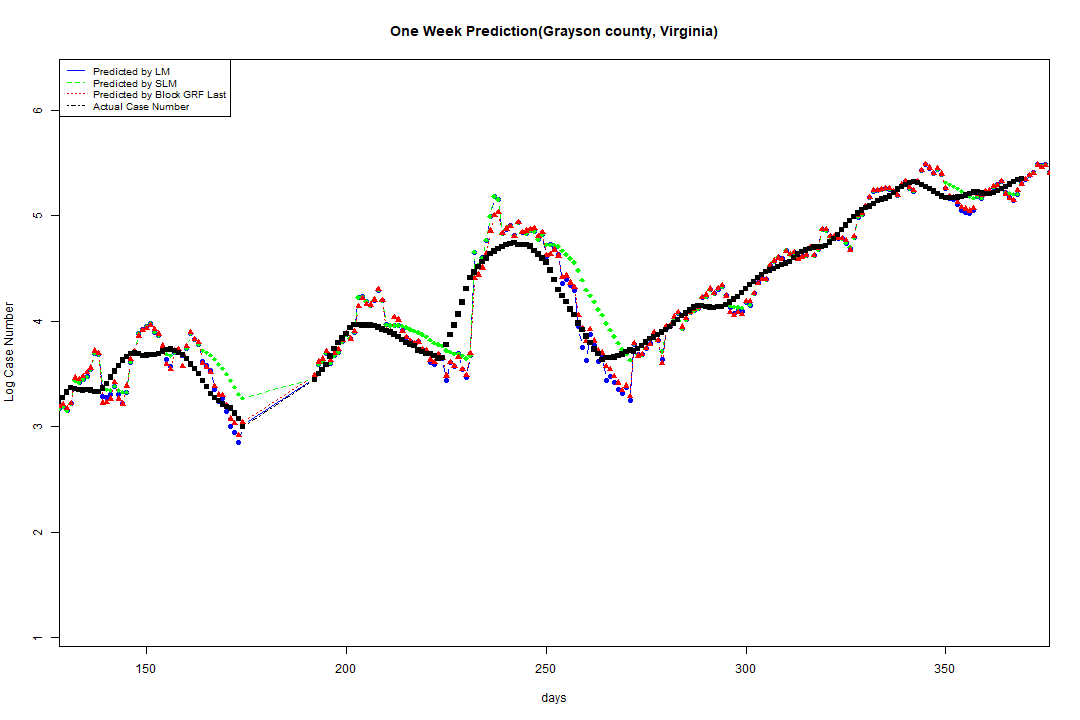 One Week Prediction(Grayson county, Virginia)
Predicted by LM
Predicted by SLM
Predicted by Block GRF Last
Actual Case Number
Log Case Number
6
5
4
3
2
1
150 200 250 300 350
days